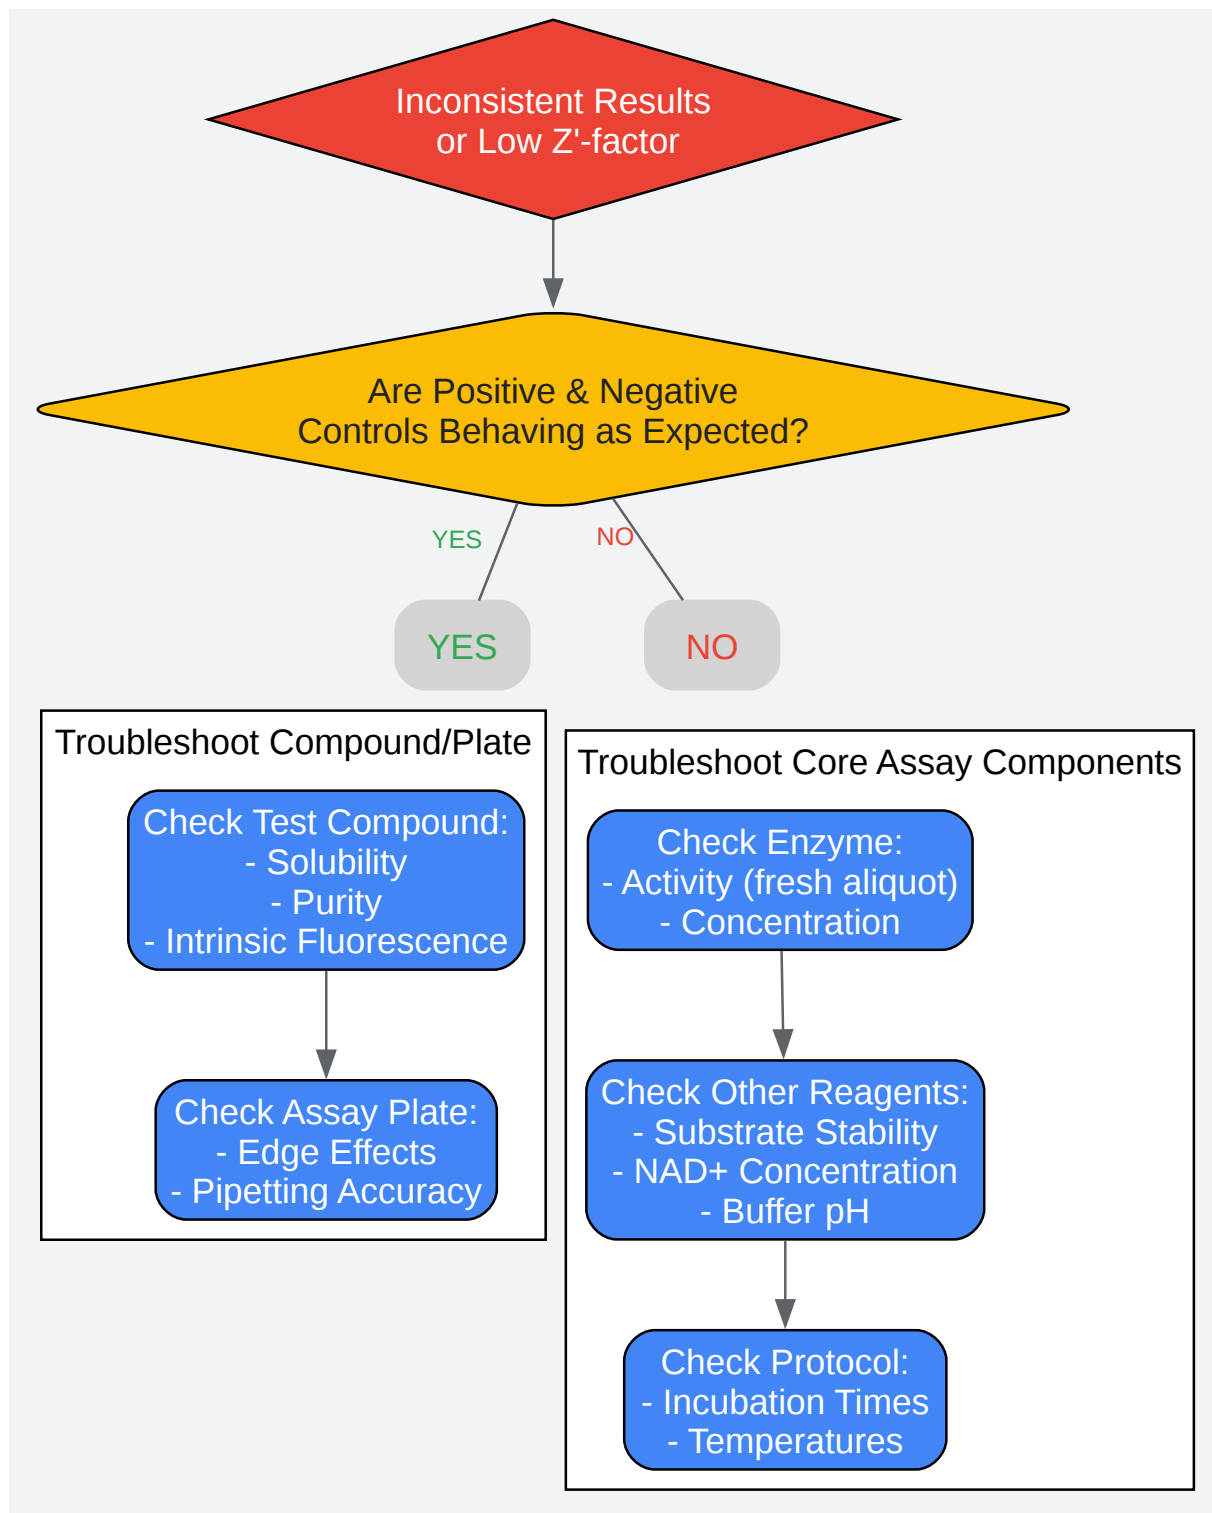 Inconsistent Results
or Low Z'-factor
Are Positive & Negative
Controls Behaving as Expected?
YES
NO
YES
NO
Troubleshoot Compound/Plate
Check Test Compound:
- Solubility
- Purity
- Intrinsic Fluorescence
Check Assay Plate:
- Edge Effects
- Pipetting Accuracy
Troubleshoot Core Assay Components
Check Enzyme:
- Activity (fresh aliquot)
- Concentration
Check Other Reagents:
- Substrate Stability
- NAD+ Concentration
- Buffer pH
Check Protocol:
- Incubation Times
- Temperatures